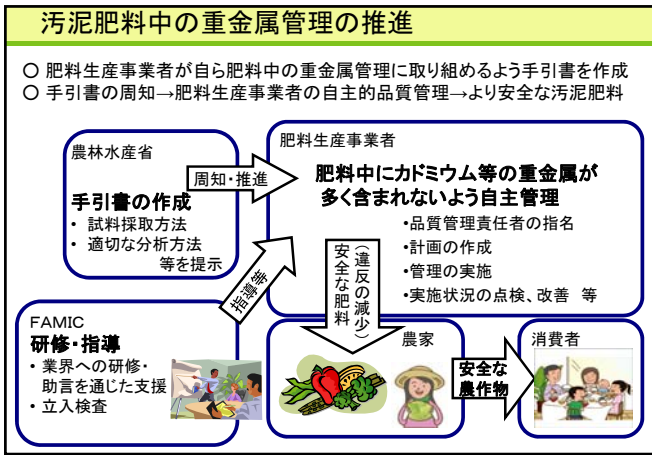 汚泥肥料中の重金属管理の推進
○ 肥料生産事業者が自ら肥料中の重金属管理に取り組めるよう手引書を作成
○ 手引書の周知→肥料生産事業者の自主的品質管理→より安全な汚泥肥料
農林水産省
手引書の作成
• 試料採取方法
• 適切な分析方法
等を提示
周知・推進
肥料生産事業者
肥料中にカドミウム等の重金属が
多く含まれないよう自主管理
•品質管理責任者の指名
•計画の作成
•管理の実施
•実施状況の点検、改善 等
指導等
安全な肥料
（違反の減少）
FAMIC
研修・指導
• 業界への研修・
助言を通じた支援
• 立入検査
農家
安全な
農作物
消費者